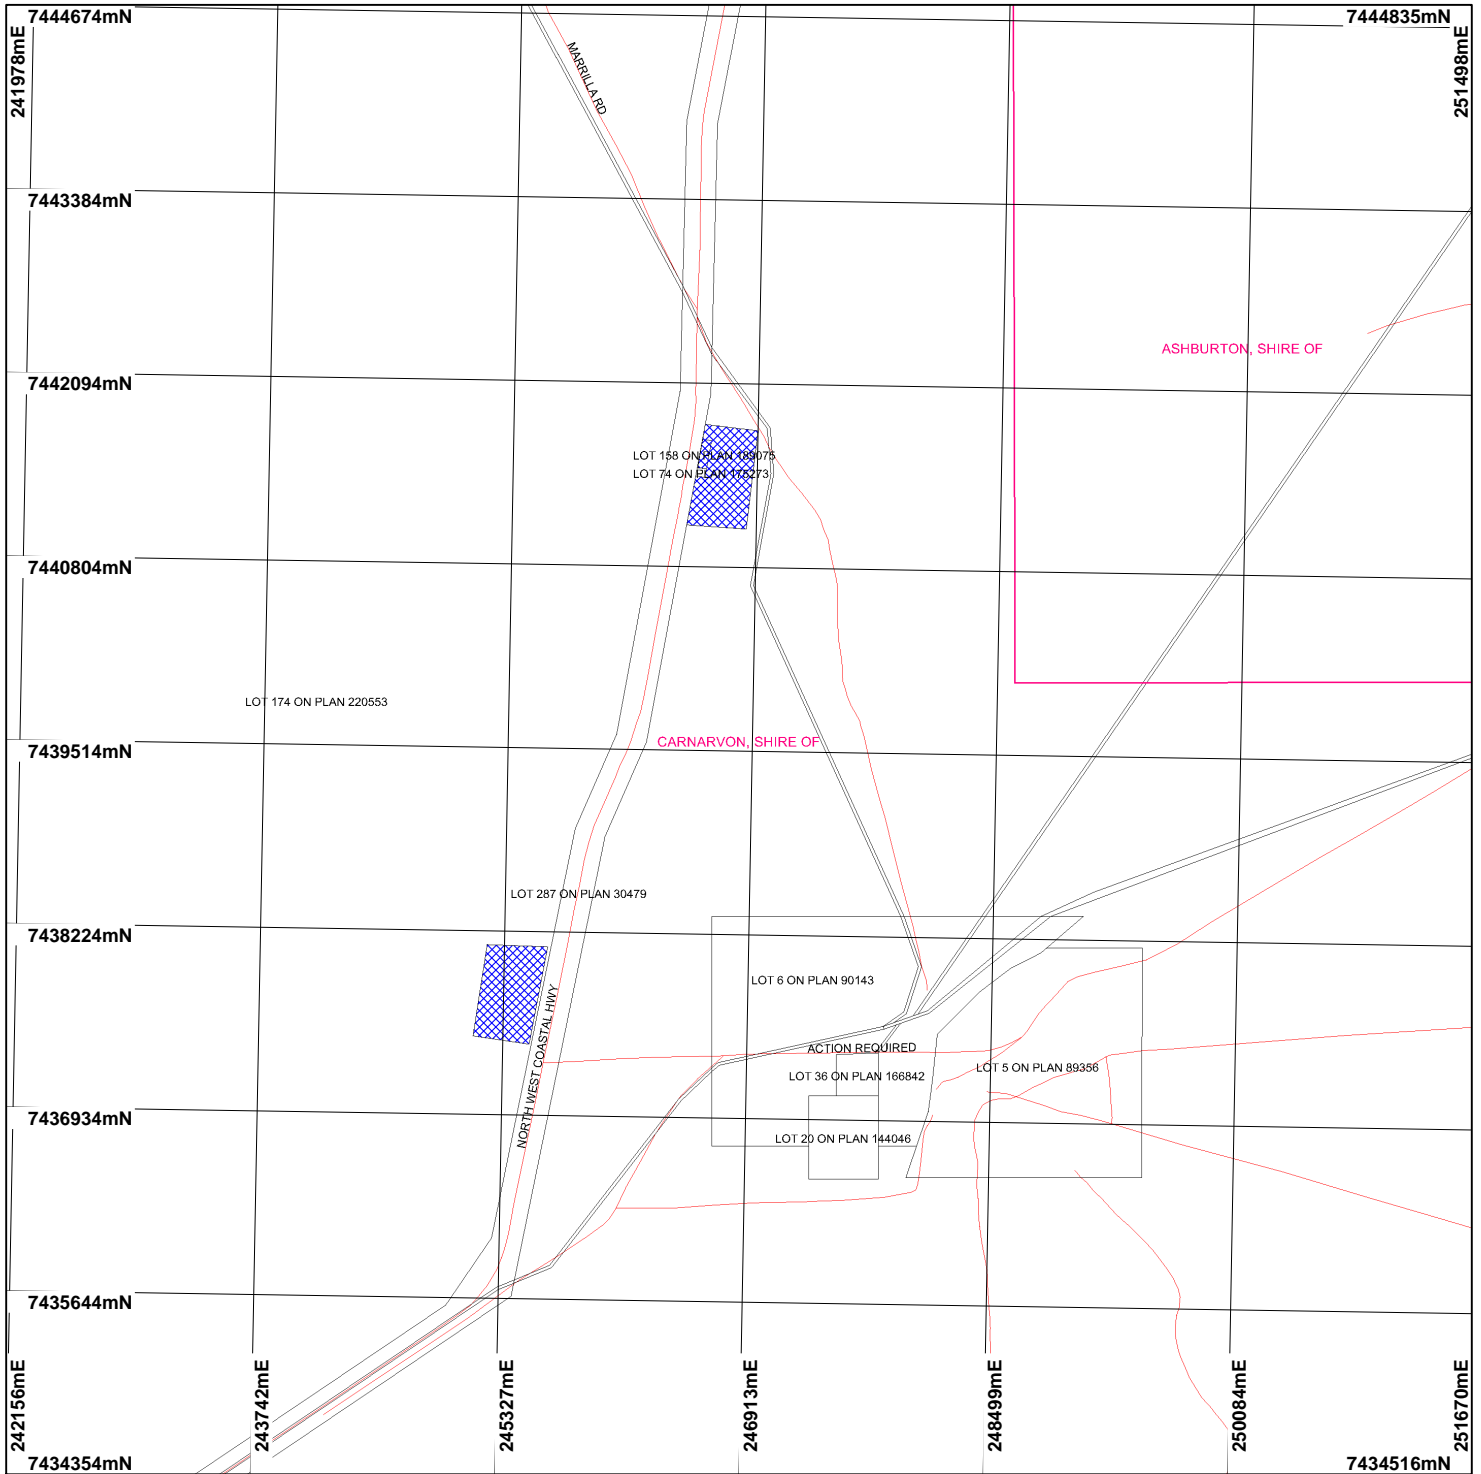 7444674mN
7444835mN
241978mE
251498mE
MARRILLA RD
7443384mN
ASHBURTON, SHIRE OF
7442094mN
LOT 158 ON PLAN 189075
LOT 74 ON PLAN 175273
7440804mN
LOT 174 ON PLAN 220553
CARNARVON, SHIRE OF
7439514mN
LOT 287 ON PLAN 30479
7438224mN
LOT 6 ON PLAN 90143
NORTH WEST COASTAL HWY
ACTION REQUIRED
LOT 5 ON PLAN 89356
LOT 36 ON PLAN 166842
7436934mN
LOT 20 ON PLAN 144046
7435644mN
242156mE
243742mE
245327mE
246913mE
248499mE
250084mE
251670mE
7434354mN
7434516mN